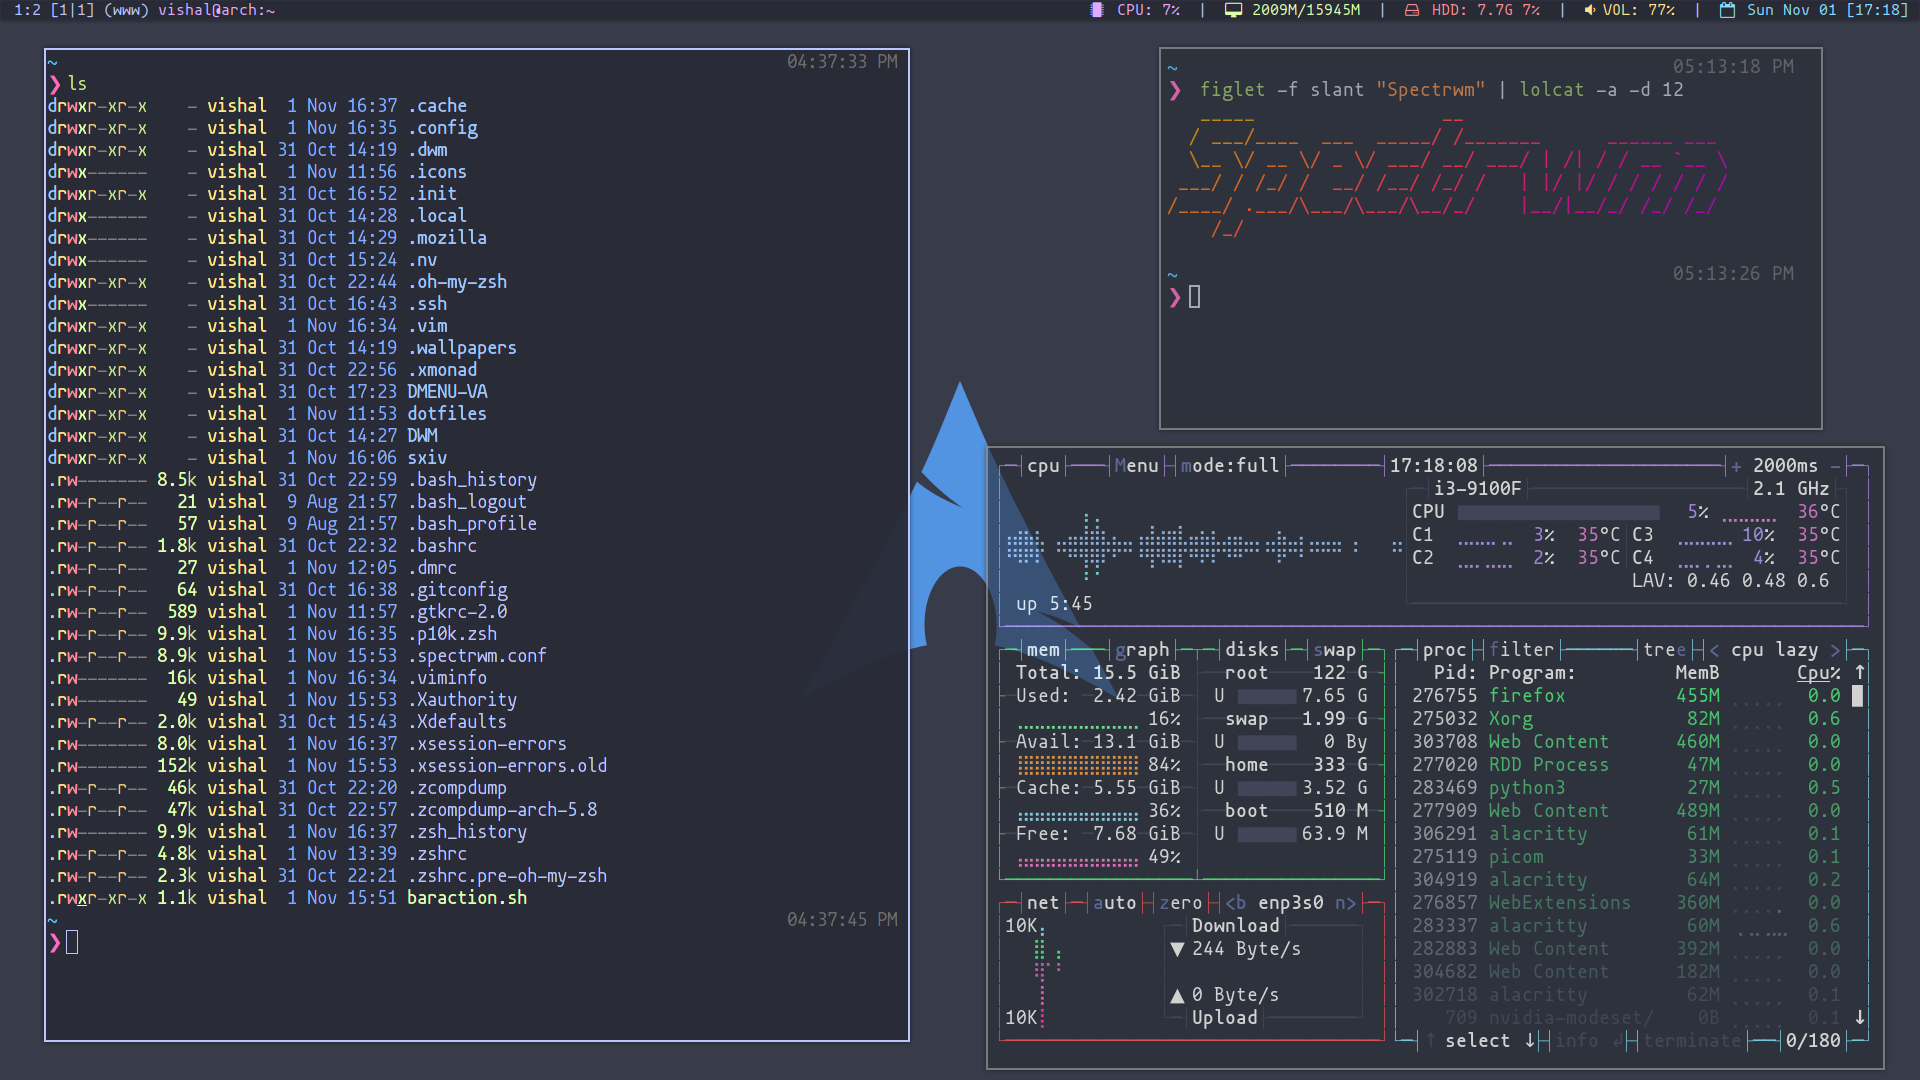 1:2 [1|1] (www) vishal@arch:~
CPU: 7% | 2009M/15945M | HDD: 7.7G 7% | VOL: 77% | Sun Nov 01 [17:18]
~ 04:37:33 PM
❯ ls
drwxr-xr-x - vishal 1 Nov 16:37 .cache
drwxr-xr-x - vishal 1 Nov 16:35 .config
drwxr-xr-x - vishal 31 Oct 14:19 .dwm
drwx------ - vishal 1 Nov 11:56 .icons
drwxr-xr-x - vishal 31 Oct 16:52 .init
drwx------ - vishal 31 Oct 14:28 .local
drwx------ - vishal 31 Oct 14:29 .mozilla
drwx------ - vishal 31 Oct 15:24 .nv
drwxr-xr-x - vishal 31 Oct 22:44 .oh-my-zsh
drwx------ - vishal 31 Oct 16:43 .ssh
drwxr-xr-x - vishal 1 Nov 16:34 .vim
drwxr-xr-x - vishal 31 Oct 14:19 .wallpapers
drwxr-xr-x - vishal 31 Oct 22:56 .xmonad
drwxr-xr-x - vishal 31 Oct 17:23 DMENU-VA
drwxr-xr-x - vishal 1 Nov 11:53 dotfiles
drwxr-xr-x - vishal 31 Oct 14:27 DWM
drwxr-xr-x - vishal 1 Nov 16:06 sxiv
.rw------- 8.5k vishal 31 Oct 22:59 .bash_history
.rw-r--r-- 21 vishal 9 Aug 21:57 .bash_logout
.rw-r--r-- 57 vishal 9 Aug 21:57 .bash_profile
.rw-r--r-- 1.8k vishal 31 Oct 22:32 .bashrc
.rw-r--r-- 27 vishal 1 Nov 12:05 .dmrc
.rw-r--r-- 64 vishal 31 Oct 16:38 .gitconfig
.rw-r--r-- 589 vishal 1 Nov 11:57 .gtkrc-2.0
.rw-r--r-- 9.9k vishal 1 Nov 16:35 .p10k.zsh
.rw-r--r-- 8.9k vishal 1 Nov 15:53 .spectrwm.conf
.rw------- 16k vishal 1 Nov 16:34 .viminfo
.rw------- 49 vishal 1 Nov 15:53 .Xauthority
.rw-r--r-- 2.0k vishal 31 Oct 15:43 .Xdefaults
.rw------- 8.0k vishal 1 Nov 16:37 .xsession-errors
.rw------- 152k vishal 1 Nov 15:53 .xsession-errors.old
.rw-r--r-- 46k vishal 31 Oct 22:20 .zcompdump
.rw-r--r-- 47k vishal 31 Oct 22:57 .zcompdump-arch-5.8
.rw------- 9.9k vishal 1 Nov 16:37 .zsh_history
.rw-r--r-- 4.8k vishal 1 Nov 13:39 .zshrc
.rw-r--r-- 2.3k vishal 31 Oct 22:21 .zshrc.pre-oh-my-zsh
.rwxr-xr-x 1.1k vishal 1 Nov 15:51 baraction.sh
~ 04:37:45 PM
❯
~ 05:13:18 PM
❯ figlet -f slant "Spectrwm" | lolcat -a -d 12
Spectrwm
~ 05:13:26 PM
❯
cpu Menu mode:full 17:18:08 + 2000ms -
i3-9100F 2.1 GHz
CPU 5% 36°C
C1 3% 35°C C3 10% 35°C
C2 2% 35°C C4 4% 35°C
LAV: 0.46 0.48 0.6
up 5:45
mem graph disks swap
Total: 15.5 GiB root 122 G
Used: 2.42 GiB U 7.65 G
16% swap 1.99 G
Avail: 13.1 GiB U 0 By
84% home 333 G
Cache: 5.55 GiB U 3.52 G
36% boot 510 M
Free: 7.68 GiB U 63.9 M
49%
net auto zero <b enp3s0 n>
10K Download
▼ 244 Byte/s
▲ 0 Byte/s
10K Upload
proc filter tree < cpu lazy >
Pid: Program: MemB Cpu% ↑
276755 firefox 455M 0.0
275032 Xorg 82M 0.6
303708 Web Content 460M 0.0
277020 RDD Process 47M 0.0
283469 python3 27M 0.5
277909 Web Content 489M 0.0
306291 alacritty 61M 0.1
275119 picom 33M 0.1
304919 alacritty 64M 0.2
276857 WebExtensions 360M 0.0
283337 alacritty 60M 0.6
282883 Web Content 392M 0.0
304682 Web Content 182M 0.0
302718 alacritty 62M 0.1
709 nvidia-modeset/ 0B 0.1 ↓
↑ select ↓ info ↲ terminate 0/180